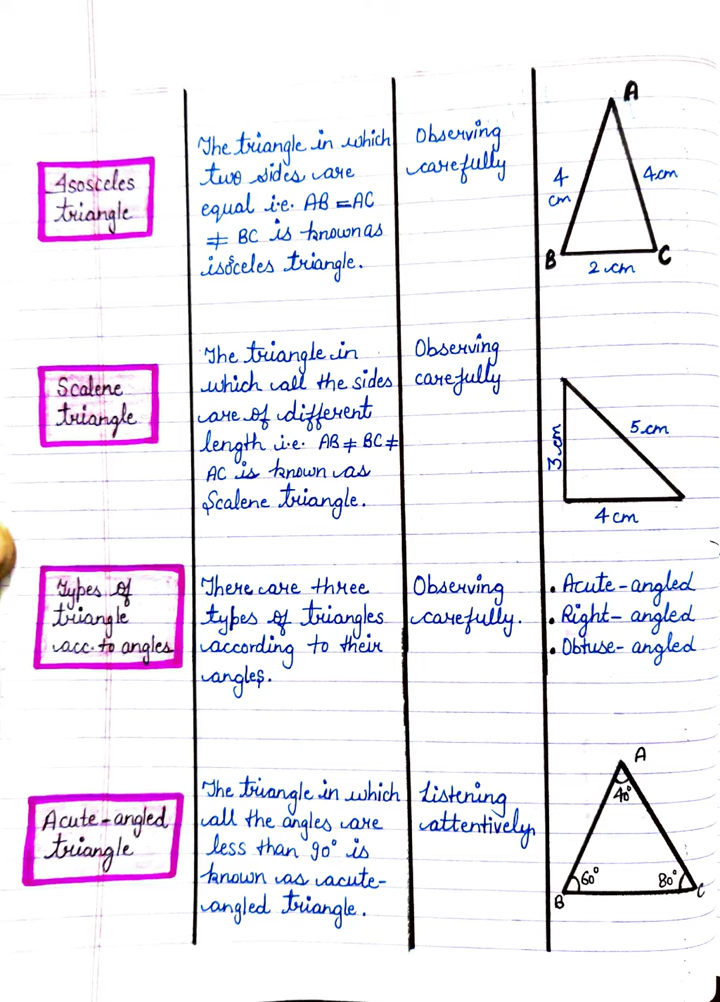 Isosceles
triangle
The triangle in which
two sides are
equal i.e. AB = AC
≠ BC is known as
isosceles triangle.
Observing
carefully
A
4
cm
4cm
B
C
2 cm
Scalene
triangle
The triangle in
which all the sides
are of different
length i.e. AB ≠ BC ≠
AC is known as
Scalene triangle.
Observing
carefully
3 cm
5 cm
4 cm
Types of
triangle
acc. to angles
There are three
types of triangles
according to their
angles.
Observing
carefully.
• Acute-angled
• Right-angled
• Obtuse-angled
Acute-angled
triangle
The triangle in which
all the angles are
less than 90° is
known as acute-
angled triangle.
Listening
attentively
A
40°
60°
80°
B
C